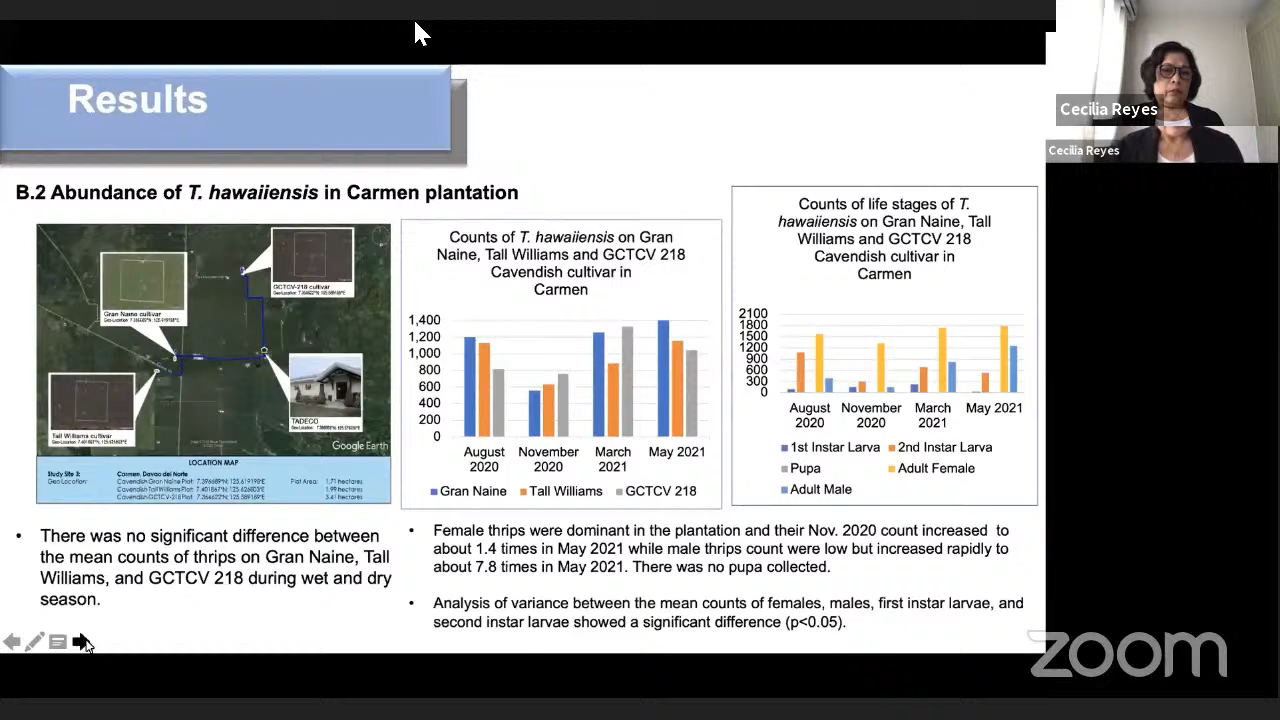 Results
Cecilia Reyes
Cecilia Reyes
B.2 Abundance of T. hawaiiensis in Carmen plantation
GCTCV-218 cultivar
Gran Naine cultivar
Tall Williams cultivar
TADECO
Google Earth
LOCATION MAP
Study Site 3: Carmen, Davao del Norte
Geo Location:
Plot Area: 1.71 hectares
1.99 hectares
3.41 hectares
Counts of T. hawaiiensis on Gran
Naine, Tall Williams and GCTCV 218
Cavendish cultivar in
Carmen
1,400
1,200
1,000
800
600
400
200
0
August 2020
November 2020
March 2021
May 2021
Gran Naine Tall Williams GCTCV 218
Counts of life stages of T.
hawaiiensis on Gran Naine, Tall
Williams and GCTCV 218
Cavendish cultivar in
Carmen
2100
1800
1500
1200
900
600
300
0
August 2020
November 2020
March 2021
May 2021
1st Instar Larva 2nd Instar Larva
Pupa Adult Female
Adult Male
• There was no significant difference between
the mean counts of thrips on Gran Naine, Tall
Williams, and GCTCV 218 during wet and dry
season.
• Female thrips were dominant in the plantation and their Nov. 2020 count increased to
about 1.4 times in May 2021 while male thrips count were low but increased rapidly to
about 7.8 times in May 2021. There was no pupa collected.
• Analysis of variance between the mean counts of females, males, first instar larvae, and
second instar larvae showed a significant difference (p<0.05).
zoom